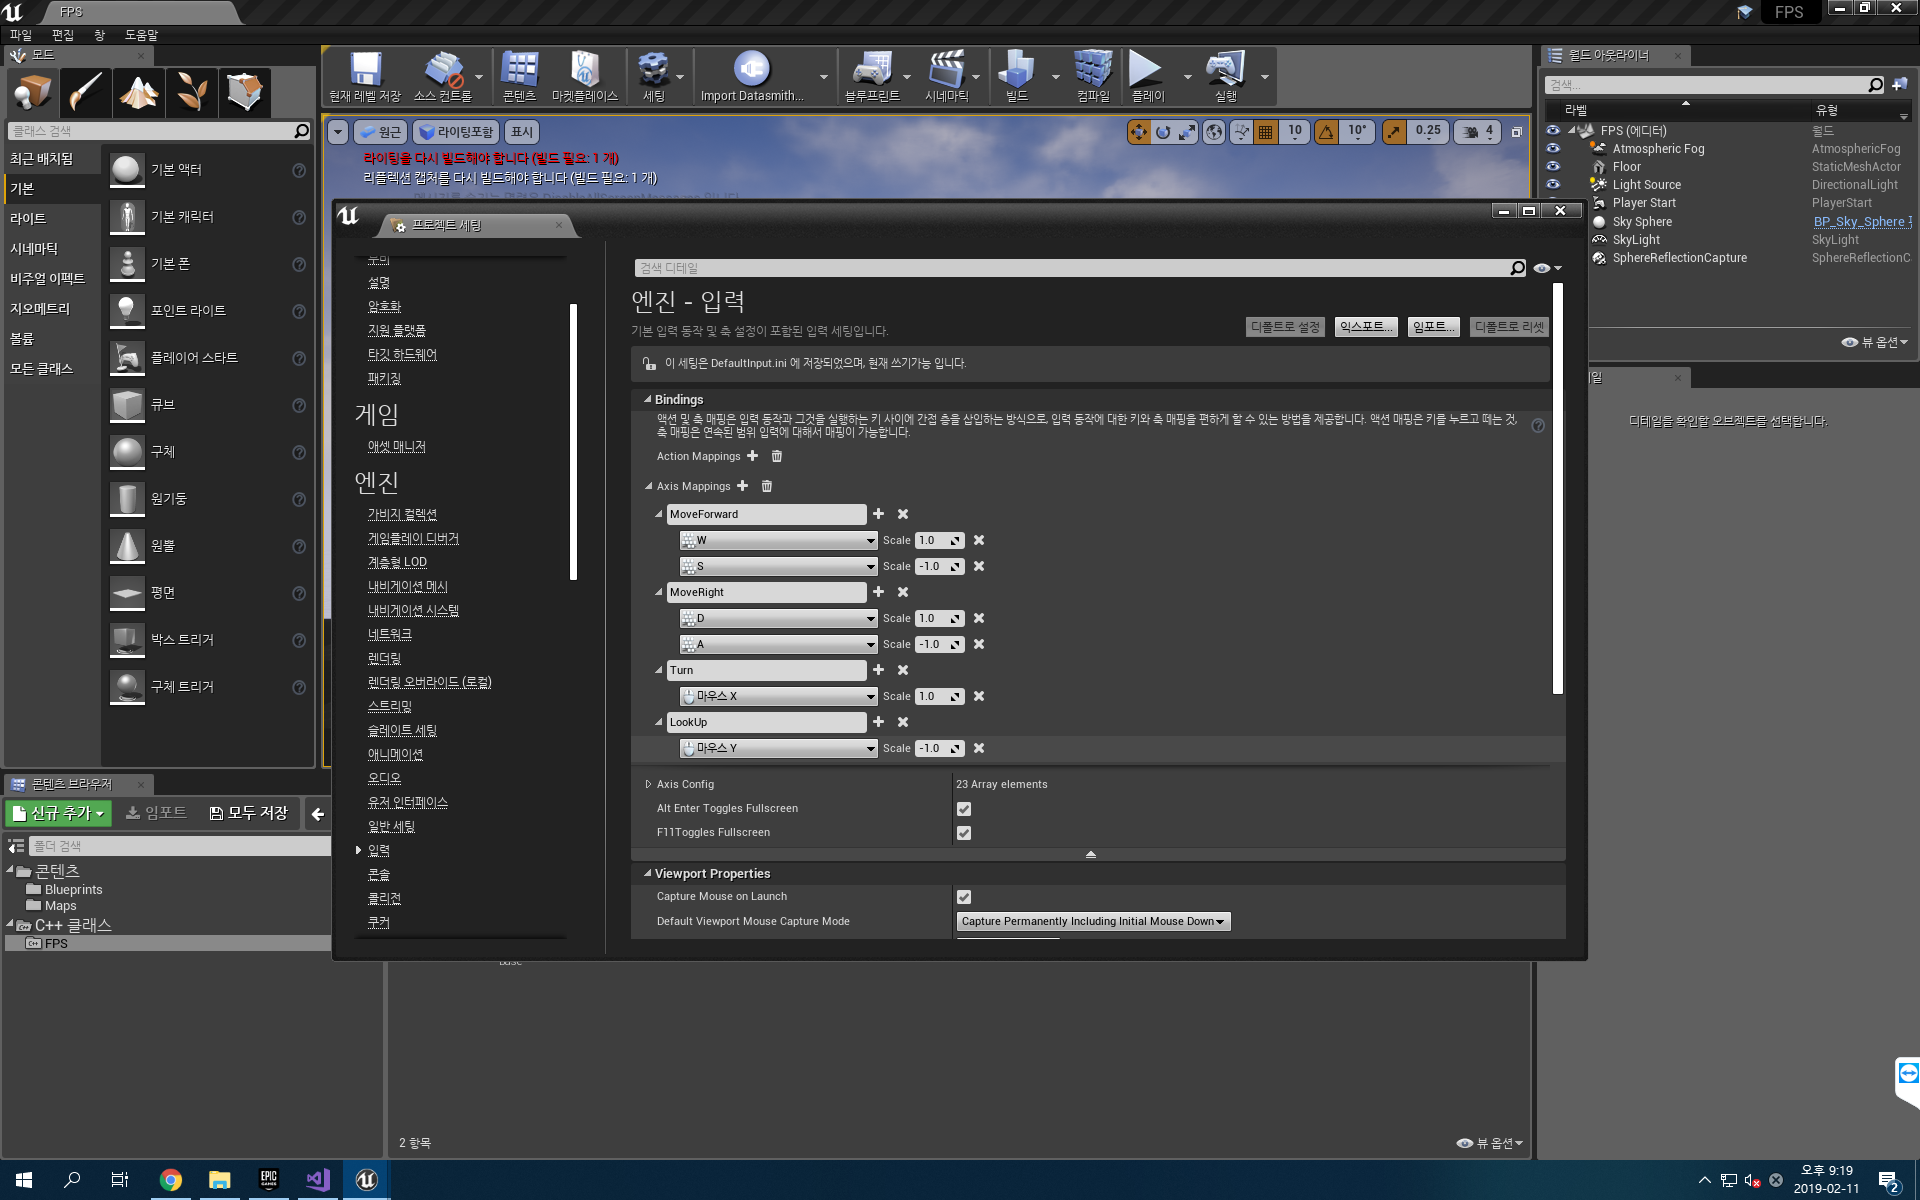 FPS
FPS
파일 편집 창 도움말
모드
현재 레벨 저장
소스 컨트롤
콘텐츠
마켓플레이스
세팅
Import Datasmith...
블루프린트
시네마틱
빌드
컴파일
플레이
실행
월드 아웃라이너
클래스 검색
최근 배치됨
기본
라이트
시네마틱
비주얼 이펙트
지오메트리
볼륨
모든 클래스
기본 액터
기본 캐릭터
기본 폰
포인트 라이트
플레이어 스타트
큐브
구체
원기둥
원뿔
평면
박스 트리거
구체 트리거
원근
라이팅포함
표시
10
10°
0.25
4
라이팅을 다시 빌드해야 합니다 (빌드 필요: 1 개)
리플렉션 캡처를 다시 빌드해야 합니다 (빌드 필요: 1 개)
검색...
라벨 유형
FPS (에디터) 월드
Atmospheric Fog AtmosphericFog
Floor StaticMeshActor
Light Source DirectionalLight
Player Start PlayerStart
Sky Sphere BP_Sky_Sphere
SkyLight SkyLight
SphereReflectionCapture SphereReflectionC
뷰 옵션
디테일을 확인할 오브젝트를 선택합니다.
프로젝트 세팅
설명
암호화
지원 플랫폼
타깃 하드웨어
패키징
게임
애셋 매니저
엔진
가비지 컬렉션
게임플레이 디버거
계층형 LOD
내비게이션 메시
내비게이션 시스템
네트워크
렌더링
렌더링 오버라이드 (로컬)
스트리밍
슬레이트 세팅
애니메이션
오디오
유저 인터페이스
일반 세팅
입력
콘솔
콜리전
쿠커
검색 디테일
엔진 - 입력
기본 입력 동작 및 축 설정이 포함된 입력 세팅입니다.
디폴트로 설정 익스포트... 임포트... 디폴트로 리셋
이 세팅은 DefaultInput.ini 에 저장되었으며, 현재 쓰기가능 입니다.
Bindings
액션 및 축 매핑은 입력 동작과 그것을 실행하는 키 사이에 간접 층을 삽입하는 방식으로, 입력 동작에 대한 키와 축 매핑을 편하게 할 수 있는 방법을 제공합니다. 액션 매핑은 키를 누르고 떼는 것,
축 매핑은 연속된 범위 입력에 대해서 매핑이 가능합니다.
Action Mappings
Axis Mappings
MoveForward
W Scale 1.0
S Scale -1.0
MoveRight
D Scale 1.0
A Scale -1.0
Turn
마우스 X Scale 1.0
LookUp
마우스 Y Scale -1.0
Axis Config 23 Array elements
Alt Enter Toggles Fullscreen
F11Toggles Fullscreen
Viewport Properties
Capture Mouse on Launch
Default Viewport Mouse Capture Mode Capture Permanently Including Initial Mouse Down
콘텐츠 브라우저
신규 추가 임포트 모두 저장
폴더 검색
콘텐츠
Blueprints
Maps
C++ 클래스
FPS
2 항목
뷰 옵션
EPIC GAMES
오후 9:19
2019-02-11
2